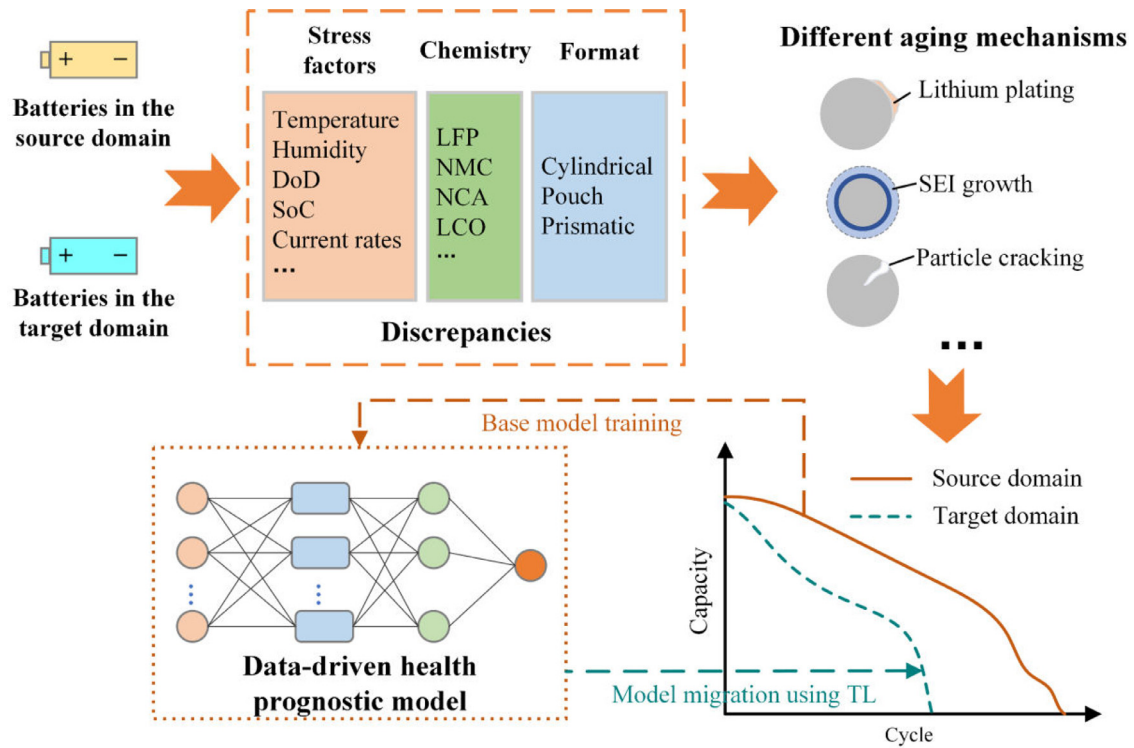 + −
Batteries in the
source domain
+ −
Batteries in the
target domain
Stress
factors
Temperature
Humidity
DoD
SoC
Current rates
...
Chemistry
LFP
NMC
NCA
LCO
...
Format
Cylindrical
Pouch
Prismatic
Discrepancies
Different aging mechanisms
Lithium plating
SEI growth
Particle cracking
...
Base model training
Data-driven health
prognostic model
Model migration using TL
Source domain
Target domain
Capacity
Cycle